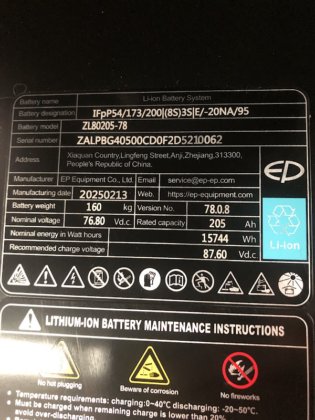 Battery name Li-ion Battery System
Battery designation IFpP54/173/200[(8S)3S]E/-20NA/95
Battery model ZL80205-78
Serial number ZALPBG40500CD0F2D5210062
Address Xiaquan Country,Lingfeng Street,Anji,Zhejiang,313300,
People's Republic of China.
Manufacturer EP Equipment Co., Ltd. Email service@ep-ep.com
Manufacturing date 20250213 Web. https://ep-equipment.com
Battery weight 160 kg Version No. 78.0.8
Nominal voltage 76.80 Vd.c. Rated capacity 205 Ah
Nominal energy in Watt hours 15744 Wh
Recommended charge voltage 87.60 Vd.c.
EP
Li-ion
LITHIUM-ION BATTERY MAINTENANCE INSTRUCTIONS
No hot plugging Beware of corrosion No fireworks
• Temperature requirements: charging:0~40°C discharging: -20~50°C.
• Must be charged when remaining charge is lower than 20%
avoid over-discharging.